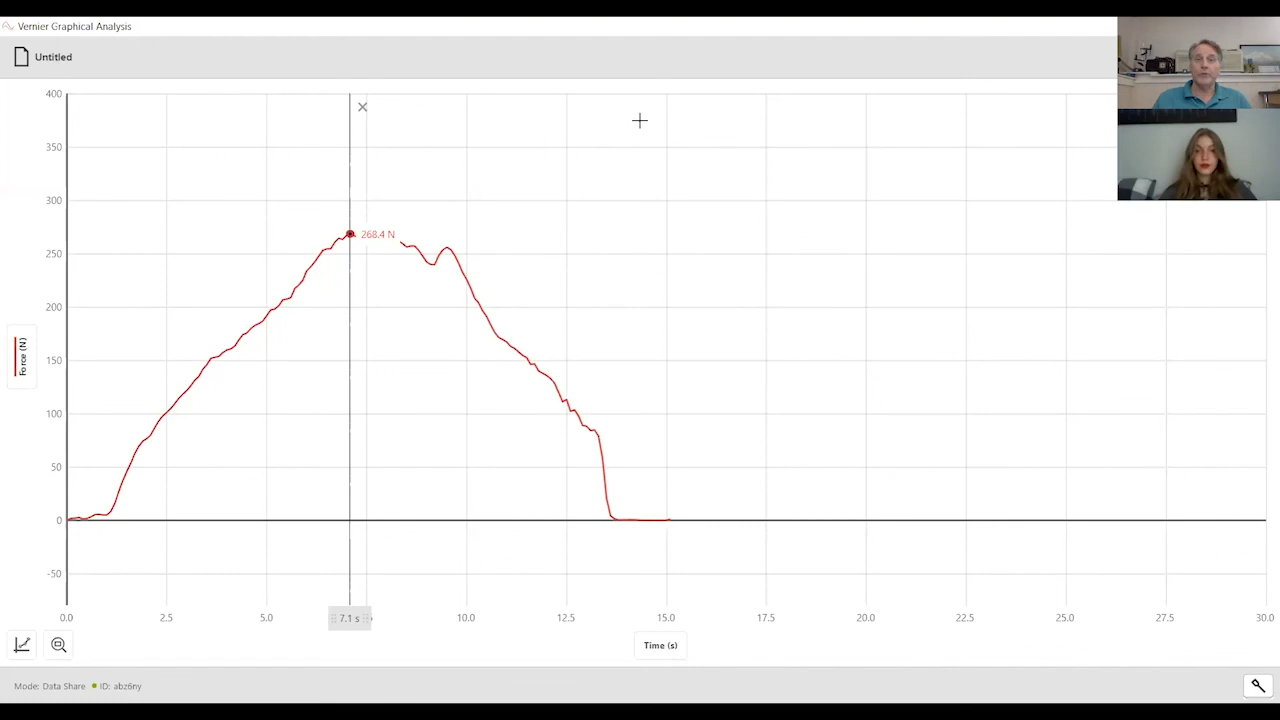 Vernier Graphical Analysis
Untitled
400
350
300
250
200
150
100
50
0
-50
268.4 N
Force (N)
0.0
2.5
5.0
7.1 s
10.0
12.5
15.0
17.5
20.0
22.5
25.0
27.5
30.0
Time (s)
Mode: Data Share
ID: abz6ny